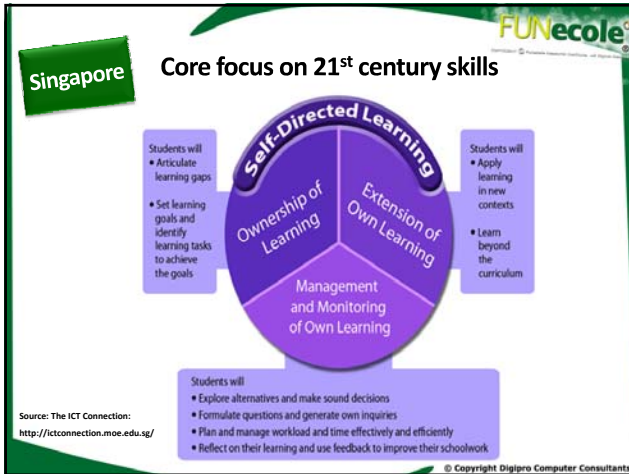 FUNecole®
Singapore
Core focus on 21st century skills
Self-Directed Learning
Students will
• Articulate
learning gaps
• Set learning
goals and
identify
learning tasks
to achieve
the goals
Ownership of
Learning
Extension of
Own Learning
Students will
• Apply
learning
in new
contexts
• Learn
beyond
the
curriculum
Management
and Monitoring
of Own Learning
Students will
• Explore alternatives and make sound decisions
• Formulate questions and generate own inquiries
• Plan and manage workload and time effectively and efficiently
• Reflect on their learning and use feedback to improve their schoolwork
Source: The ICT Connection:
http://ictconnection.moe.edu.sg/
© Copyright Digipro Computer Consultants